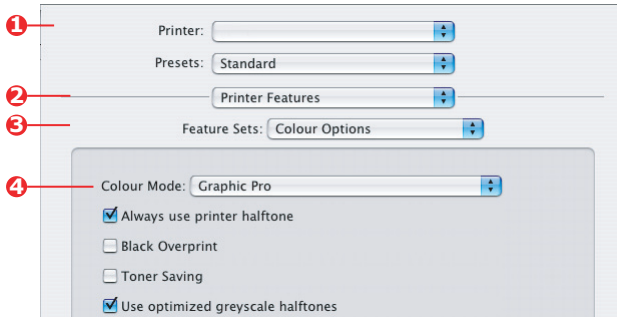 1 Printer:
Presets: Standard
2 Printer Features
3 Feature Sets: Colour Options
4 Colour Mode: Graphic Pro
Always use printer halftone
Black Overprint
Toner Saving
Use optimized greyscale halftones